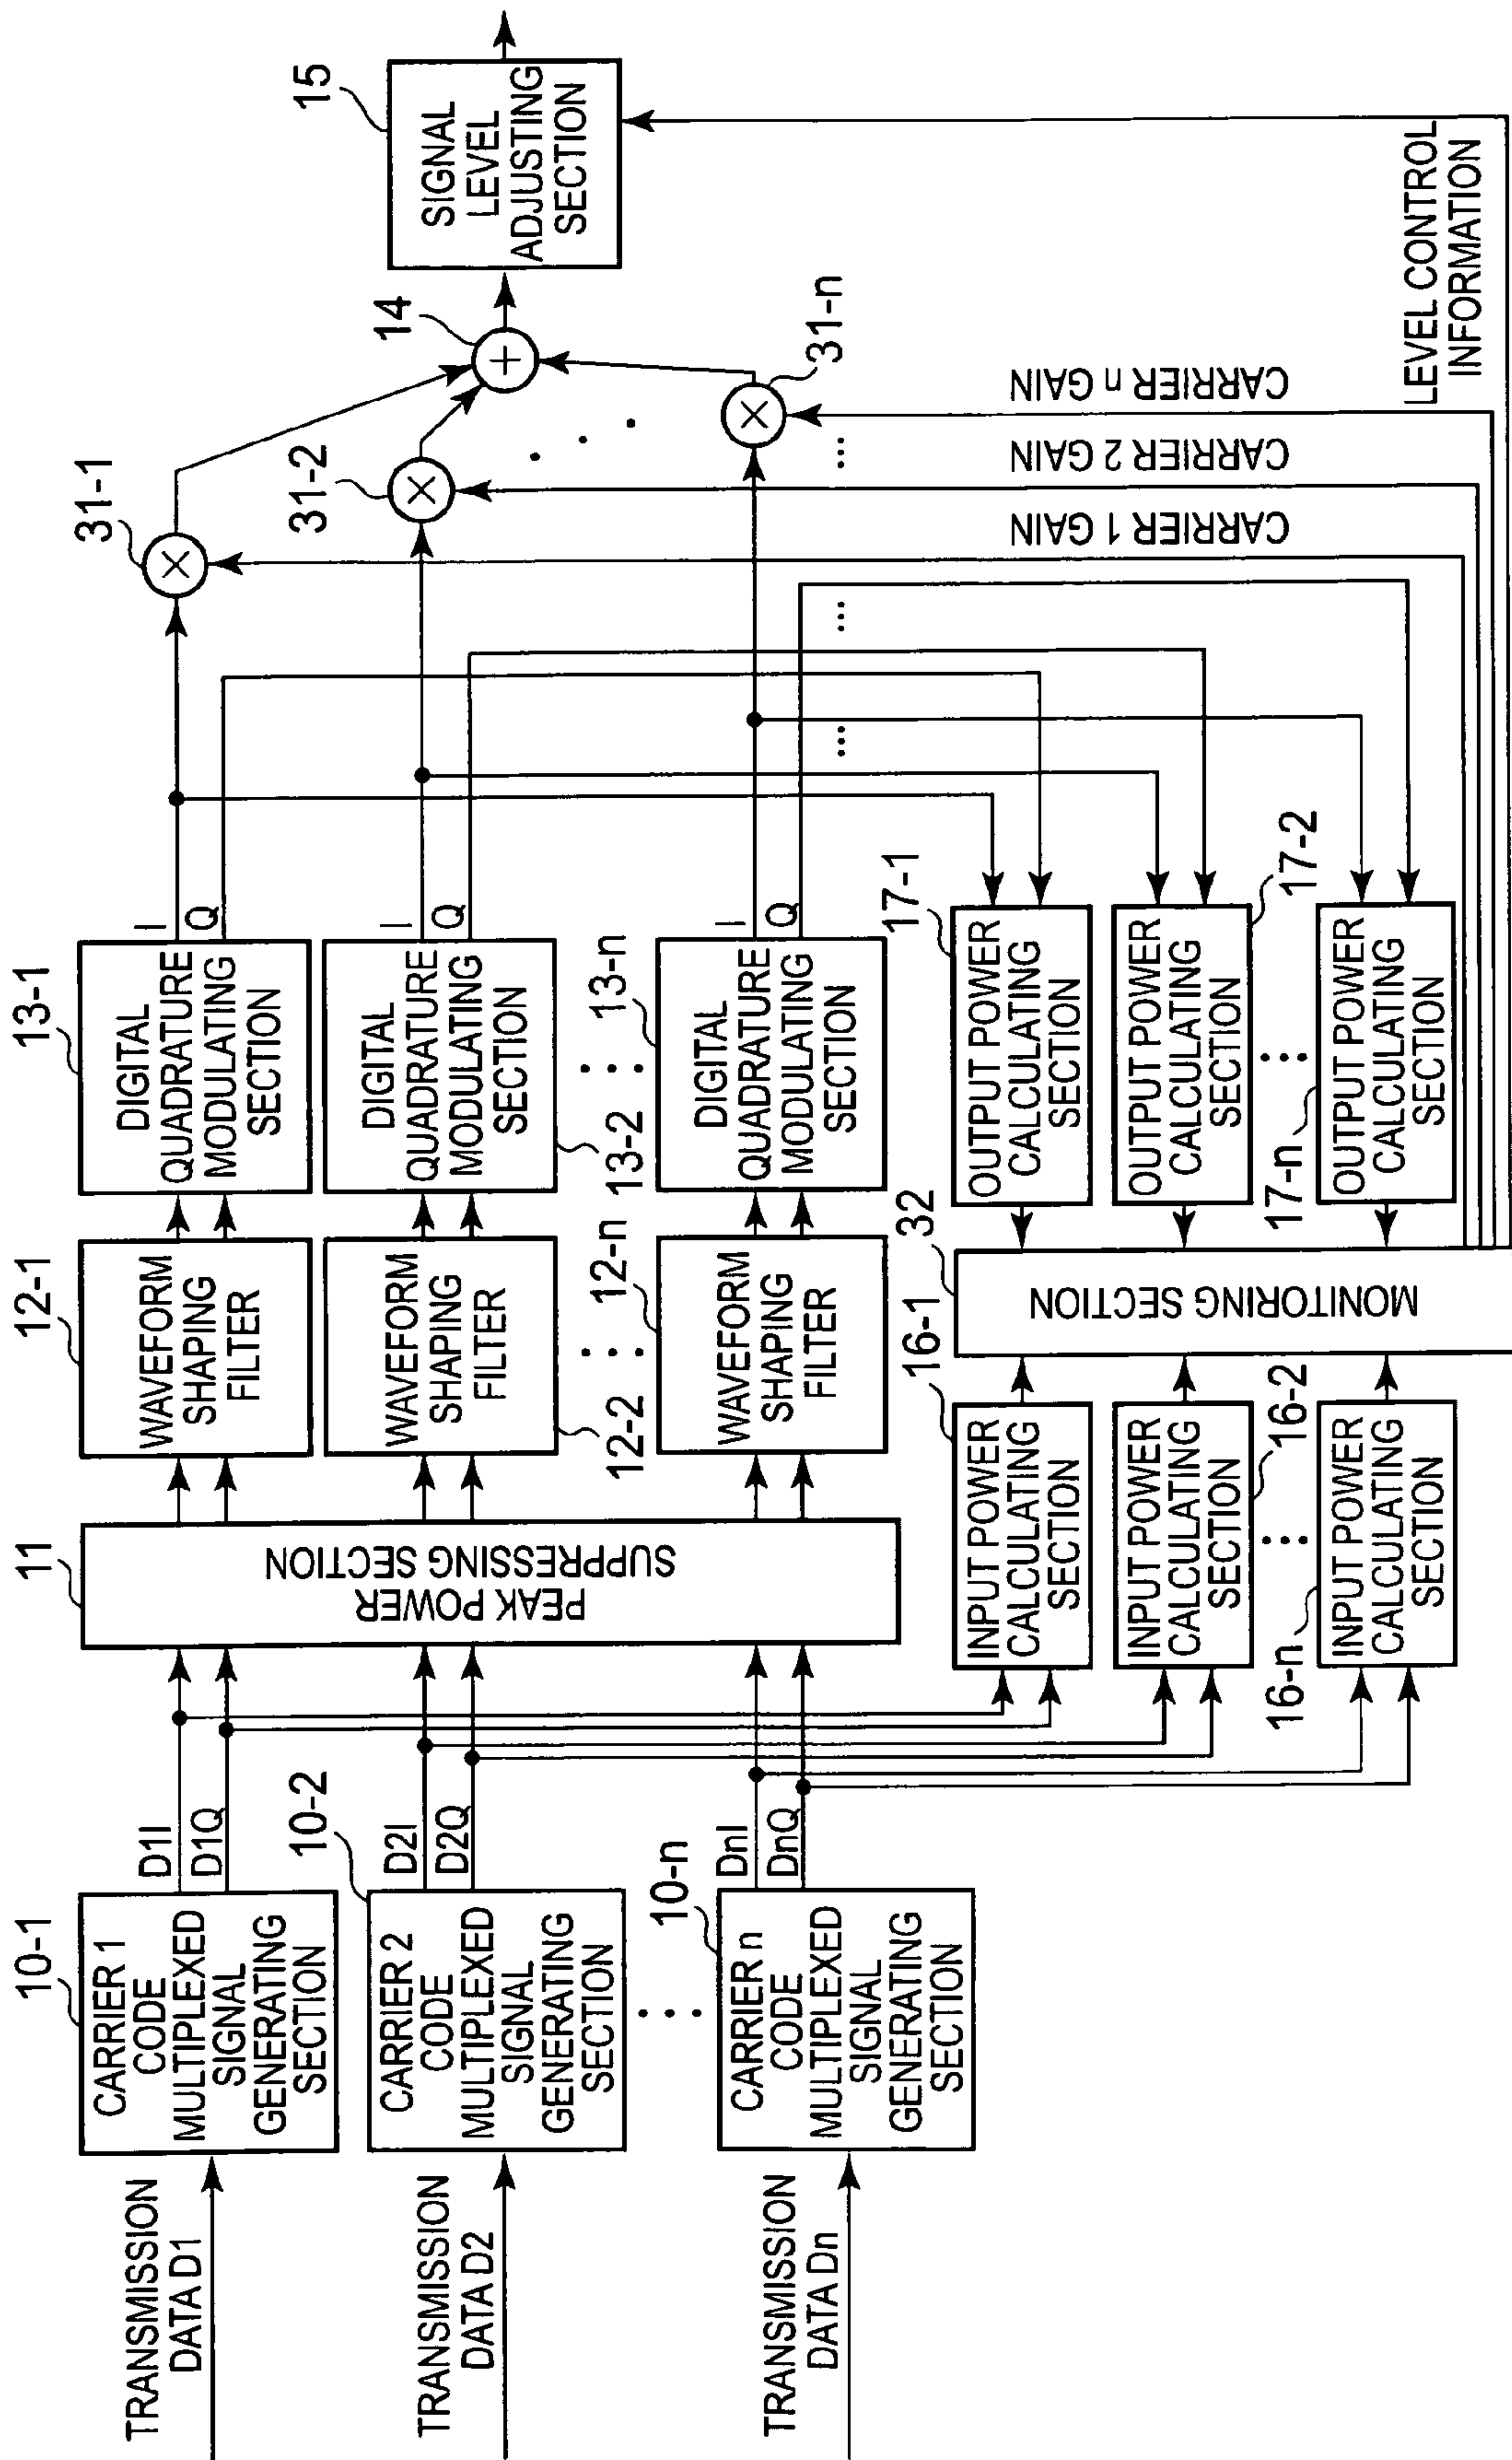 TRANSMISSION
DATA D1
10-1
CARRIER 1
CODE
MULTIPLEXED
SIGNAL
GENERATING
SECTION
D1I
D1Q
TRANSMISSION
DATA D2
10-2
CARRIER 2
CODE
MULTIPLEXED
SIGNAL
GENERATING
SECTION
D2I
D2Q
TRANSMISSION
DATA Dn
10-n
CARRIER n
CODE
MULTIPLEXED
SIGNAL
GENERATING
SECTION
DnI
DnQ
11
PEAK POWER
SUPPRESSING SECTION
12-1
WAVEFORM
SHAPING
FILTER
12-2
WAVEFORM
SHAPING
FILTER
12-n
WAVEFORM
SHAPING
FILTER
13-1
DIGITAL
QUADRATURE
MODULATING
SECTION
I
Q
13-2
DIGITAL
QUADRATURE
MODULATING
SECTION
I
Q
13-n
DIGITAL
QUADRATURE
MODULATING
SECTION
I
Q
31-1
31-2
31-n
14
15
SIGNAL
LEVEL
ADJUSTING
SECTION
16-1
INPUT POWER
CALCULATING
SECTION
16-2
INPUT POWER
CALCULATING
SECTION
16-n
INPUT POWER
CALCULATING
SECTION
32
MONITORING SECTION
17-1
OUTPUT POWER
CALCULATING
SECTION
17-2
OUTPUT POWER
CALCULATING
SECTION
17-n
OUTPUT POWER
CALCULATING
SECTION
CARRIER 1 GAIN
CARRIER 2 GAIN
CARRIER n GAIN
LEVEL CONTROL
INFORMATION